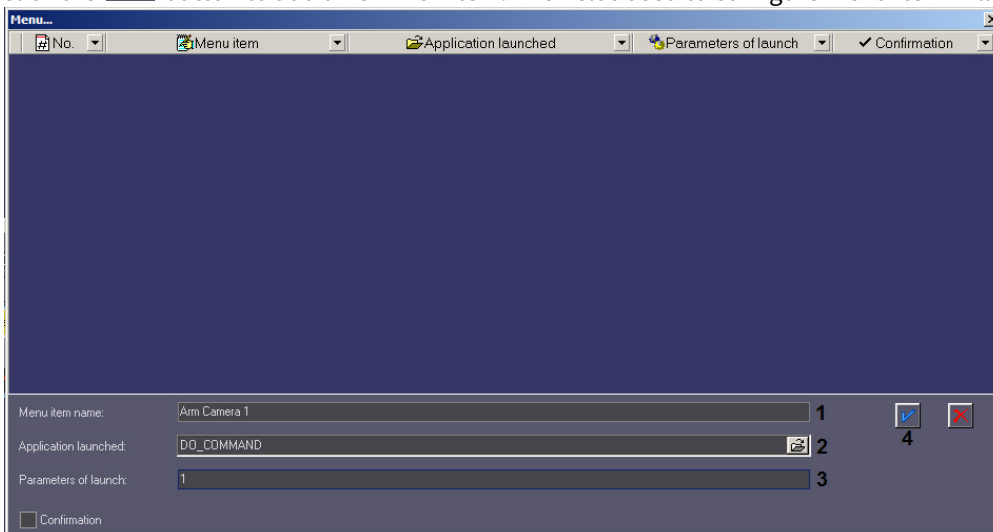 Menu...
No. Menu item Application launched Parameters of launch Confirmation
Menu item name: Arm Camera 1 1
Application launched: DO_COMMAND 2
Parameters of launch: 1 3
4
Confirmation